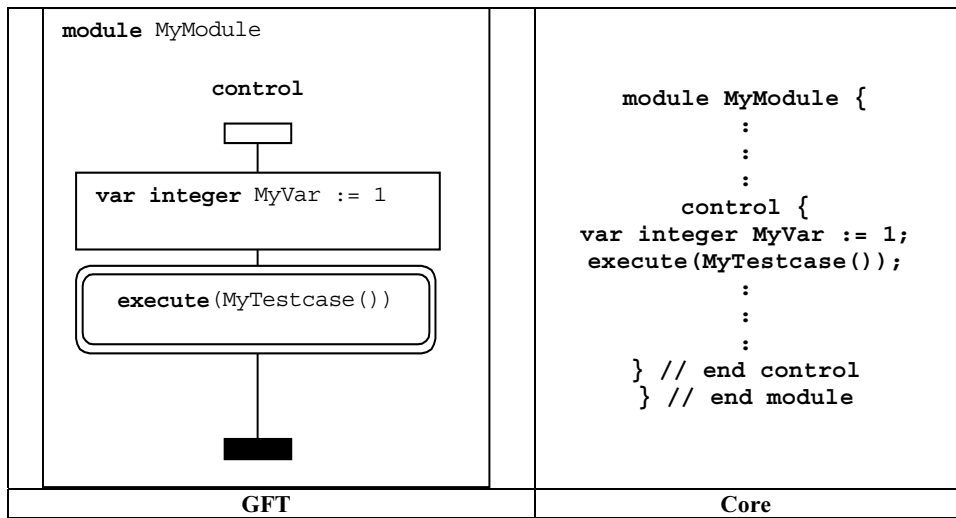 module MyModule
control
var integer MyVar := 1
execute(MyTestcase())
module MyModule {
:
:
:
control {
var integer MyVar := 1;
execute(MyTestcase());
:
:
:
} // end control
} // end module
GFT
Core